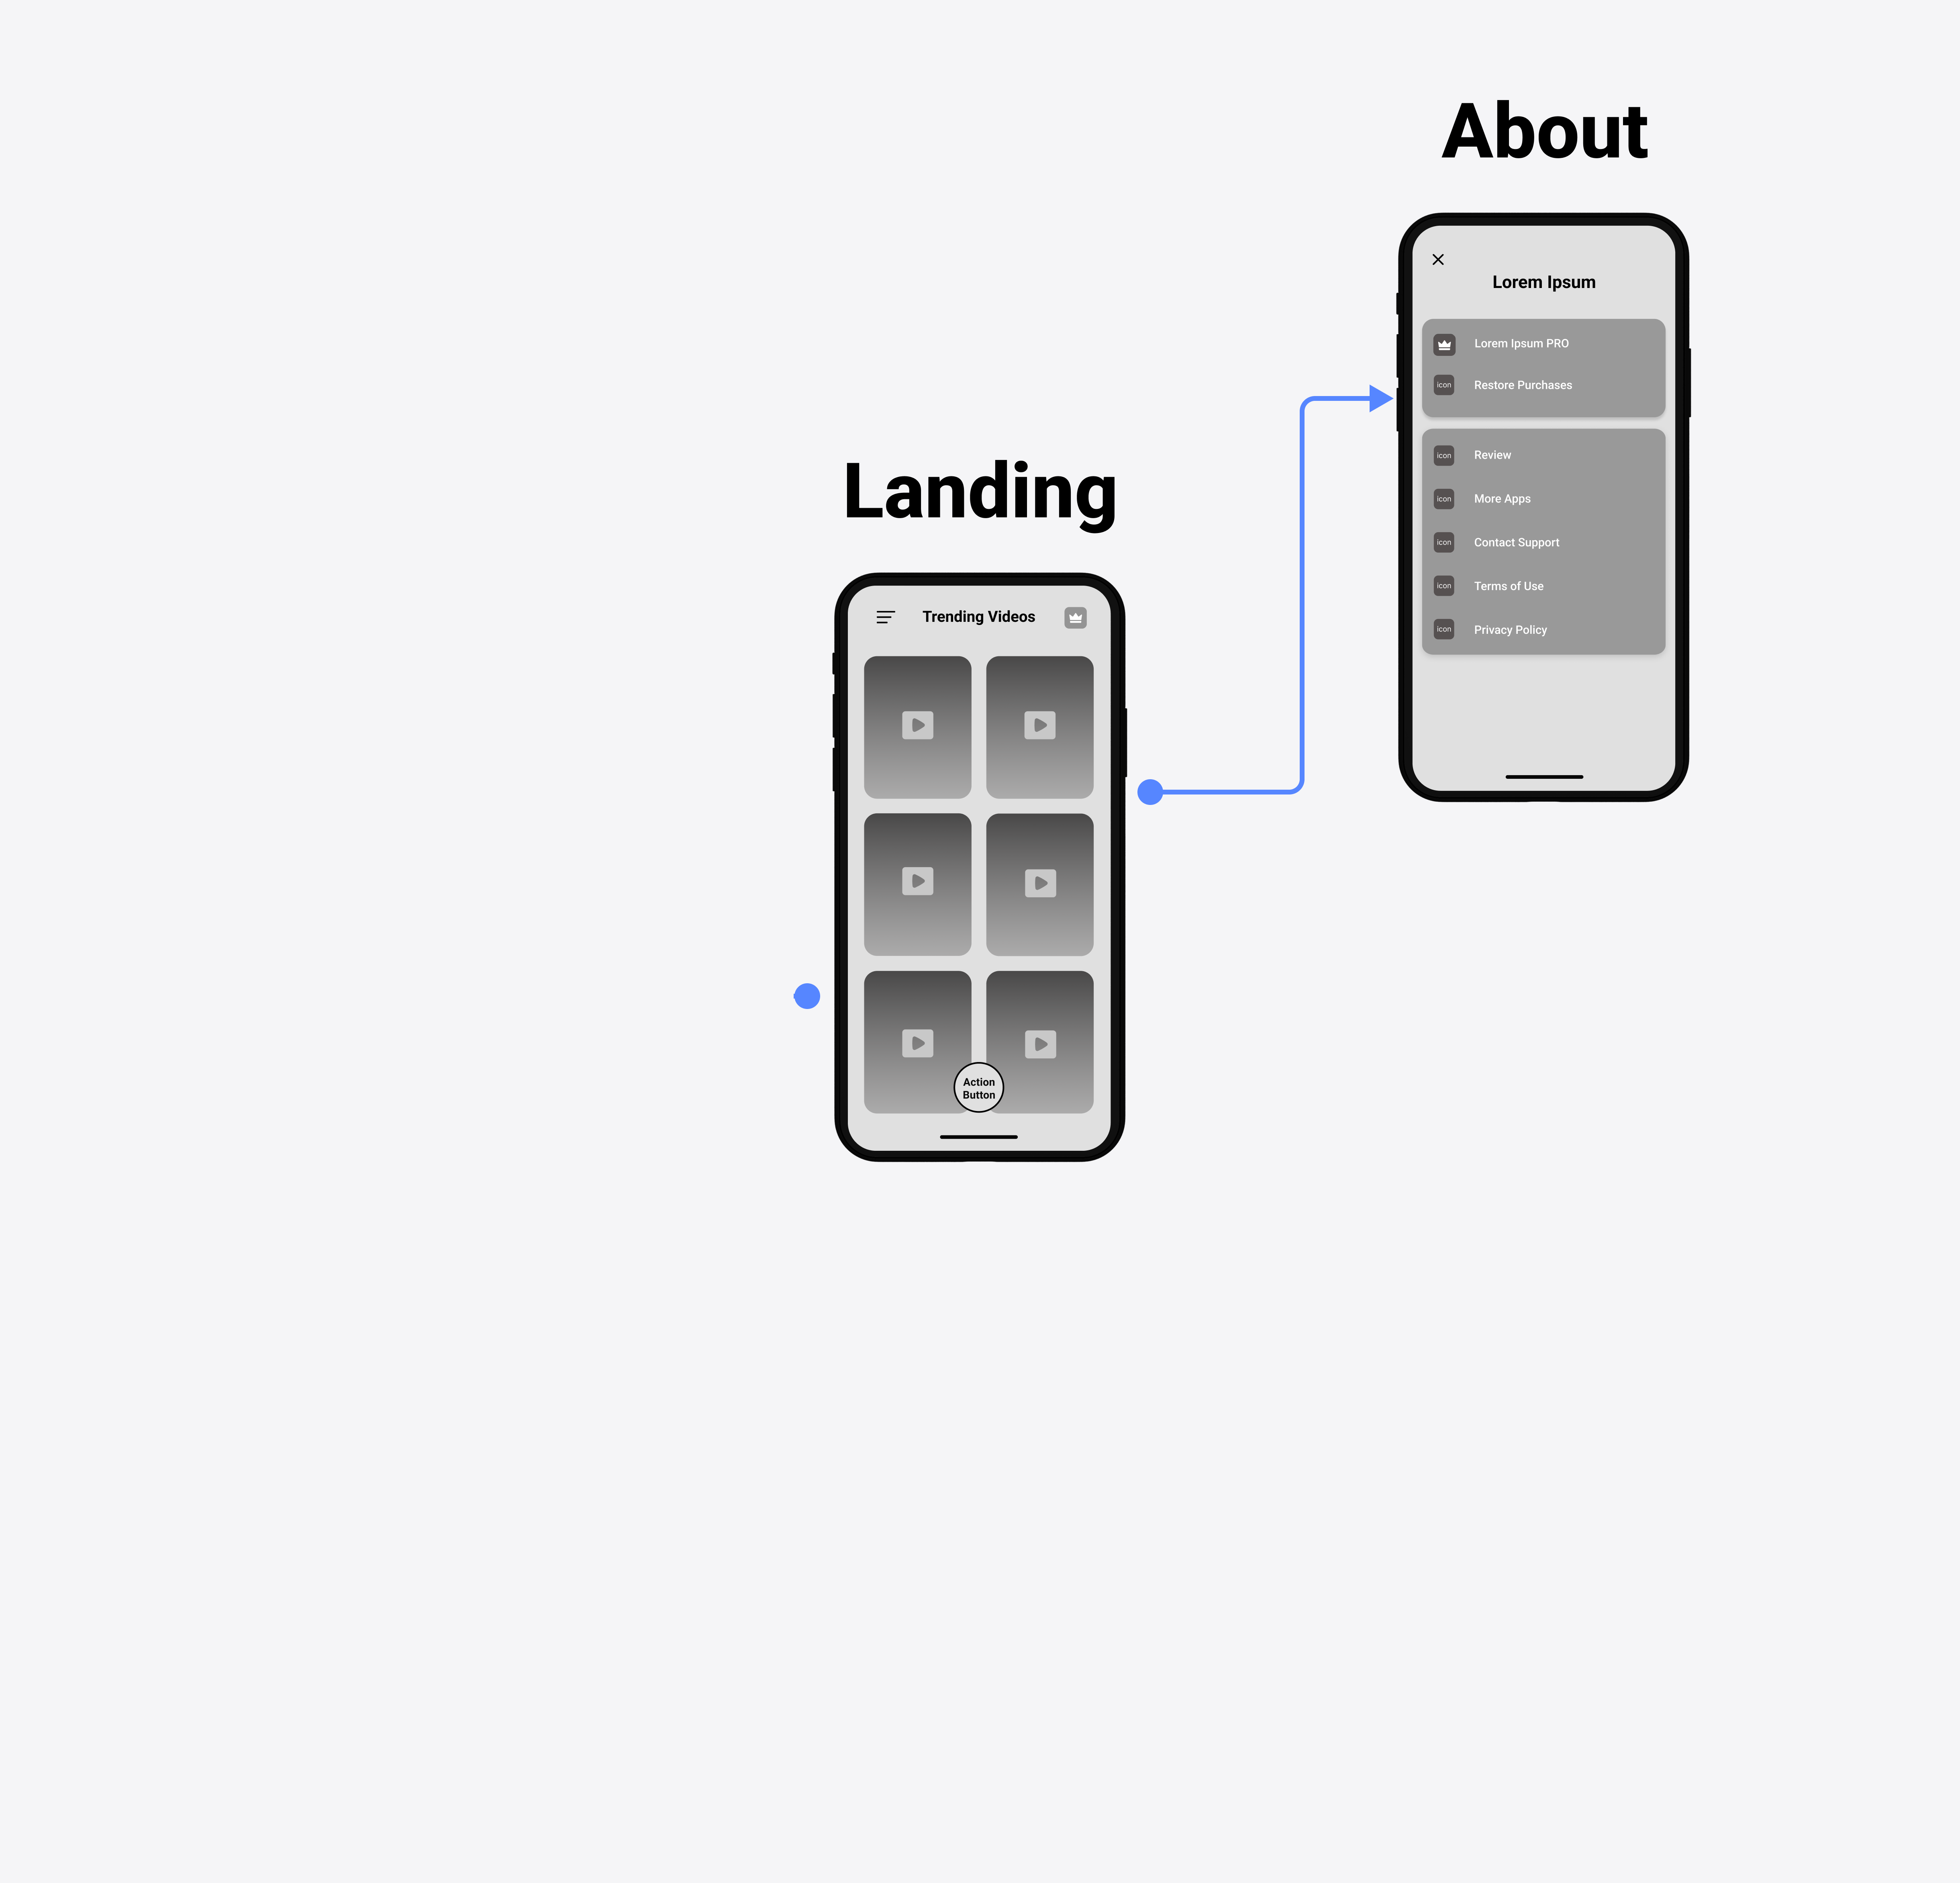 About
Lorem Ipsum
Lorem Ipsum PRO
icon Restore Purchases
icon Review
icon More Apps
icon Contact Support
icon Terms of Use
icon Privacy Policy
Landing
Trending Videos
Action
Button